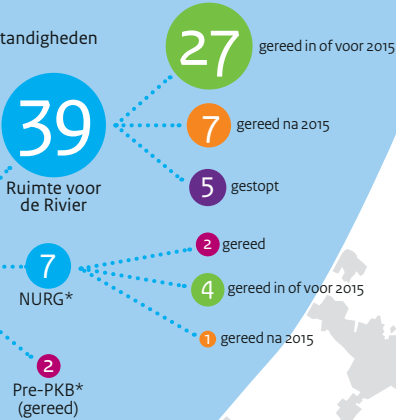 27 gereed in of voor 2015
39
Ruimte voor
de Rivier
7 gereed na 2015
5 gestopt
7
NURG*
2 gereed
4 gereed in of voor 2015
1 gereed na 2015
2
Pre-PKB*
(gereed)